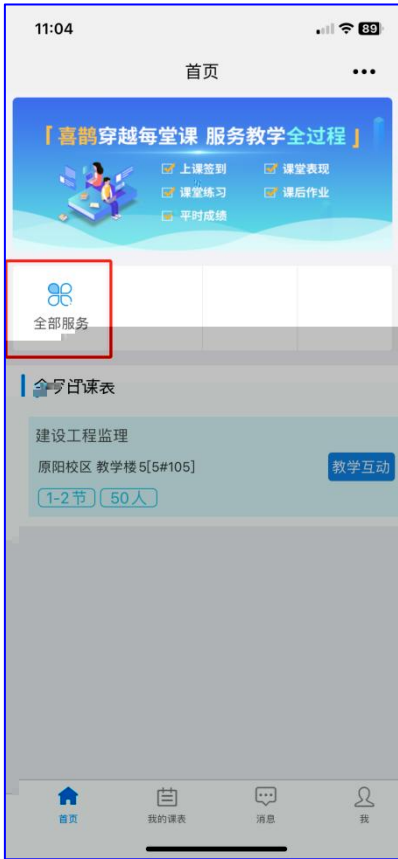 11:04 89
首页
「喜鹊穿越每堂课 服务教学全过程」
上课签到 课堂表现
课堂练习 课后作业
平时成绩
全部服务
今日课表
建设工程监理
原阳校区 教学楼5[5#105]
教学互动
1-2节 50人
首页 我的课表 消息 我